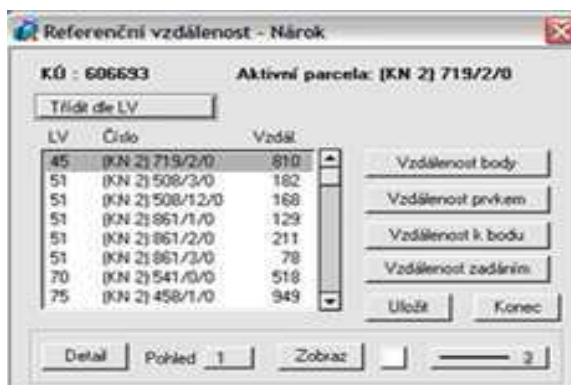 Referenční vzdálenost - Nárok
KÚ : 606693 Aktivní parcela: (KN 2) 719/2/0
Třídit dle LV
LV Číslo Vzdál.
45 (KN 2) 719/2/0 810
51 (KN 2) 508/3/0 182
51 (KN 2) 508/12/0 168
51 (KN 2) 861/1/0 129
51 (KN 2) 861/2/0 211
51 (KN 2) 861/3/0 78
70 (KN 2) 541/0/0 518
75 (KN 2) 458/1/0 949
Vzdálenost body
Vzdálenost prvkem
Vzdálenost k bodu
Vzdálenost zadáním
Uložit Konec
Detail Pohled 1 Zobraz 3